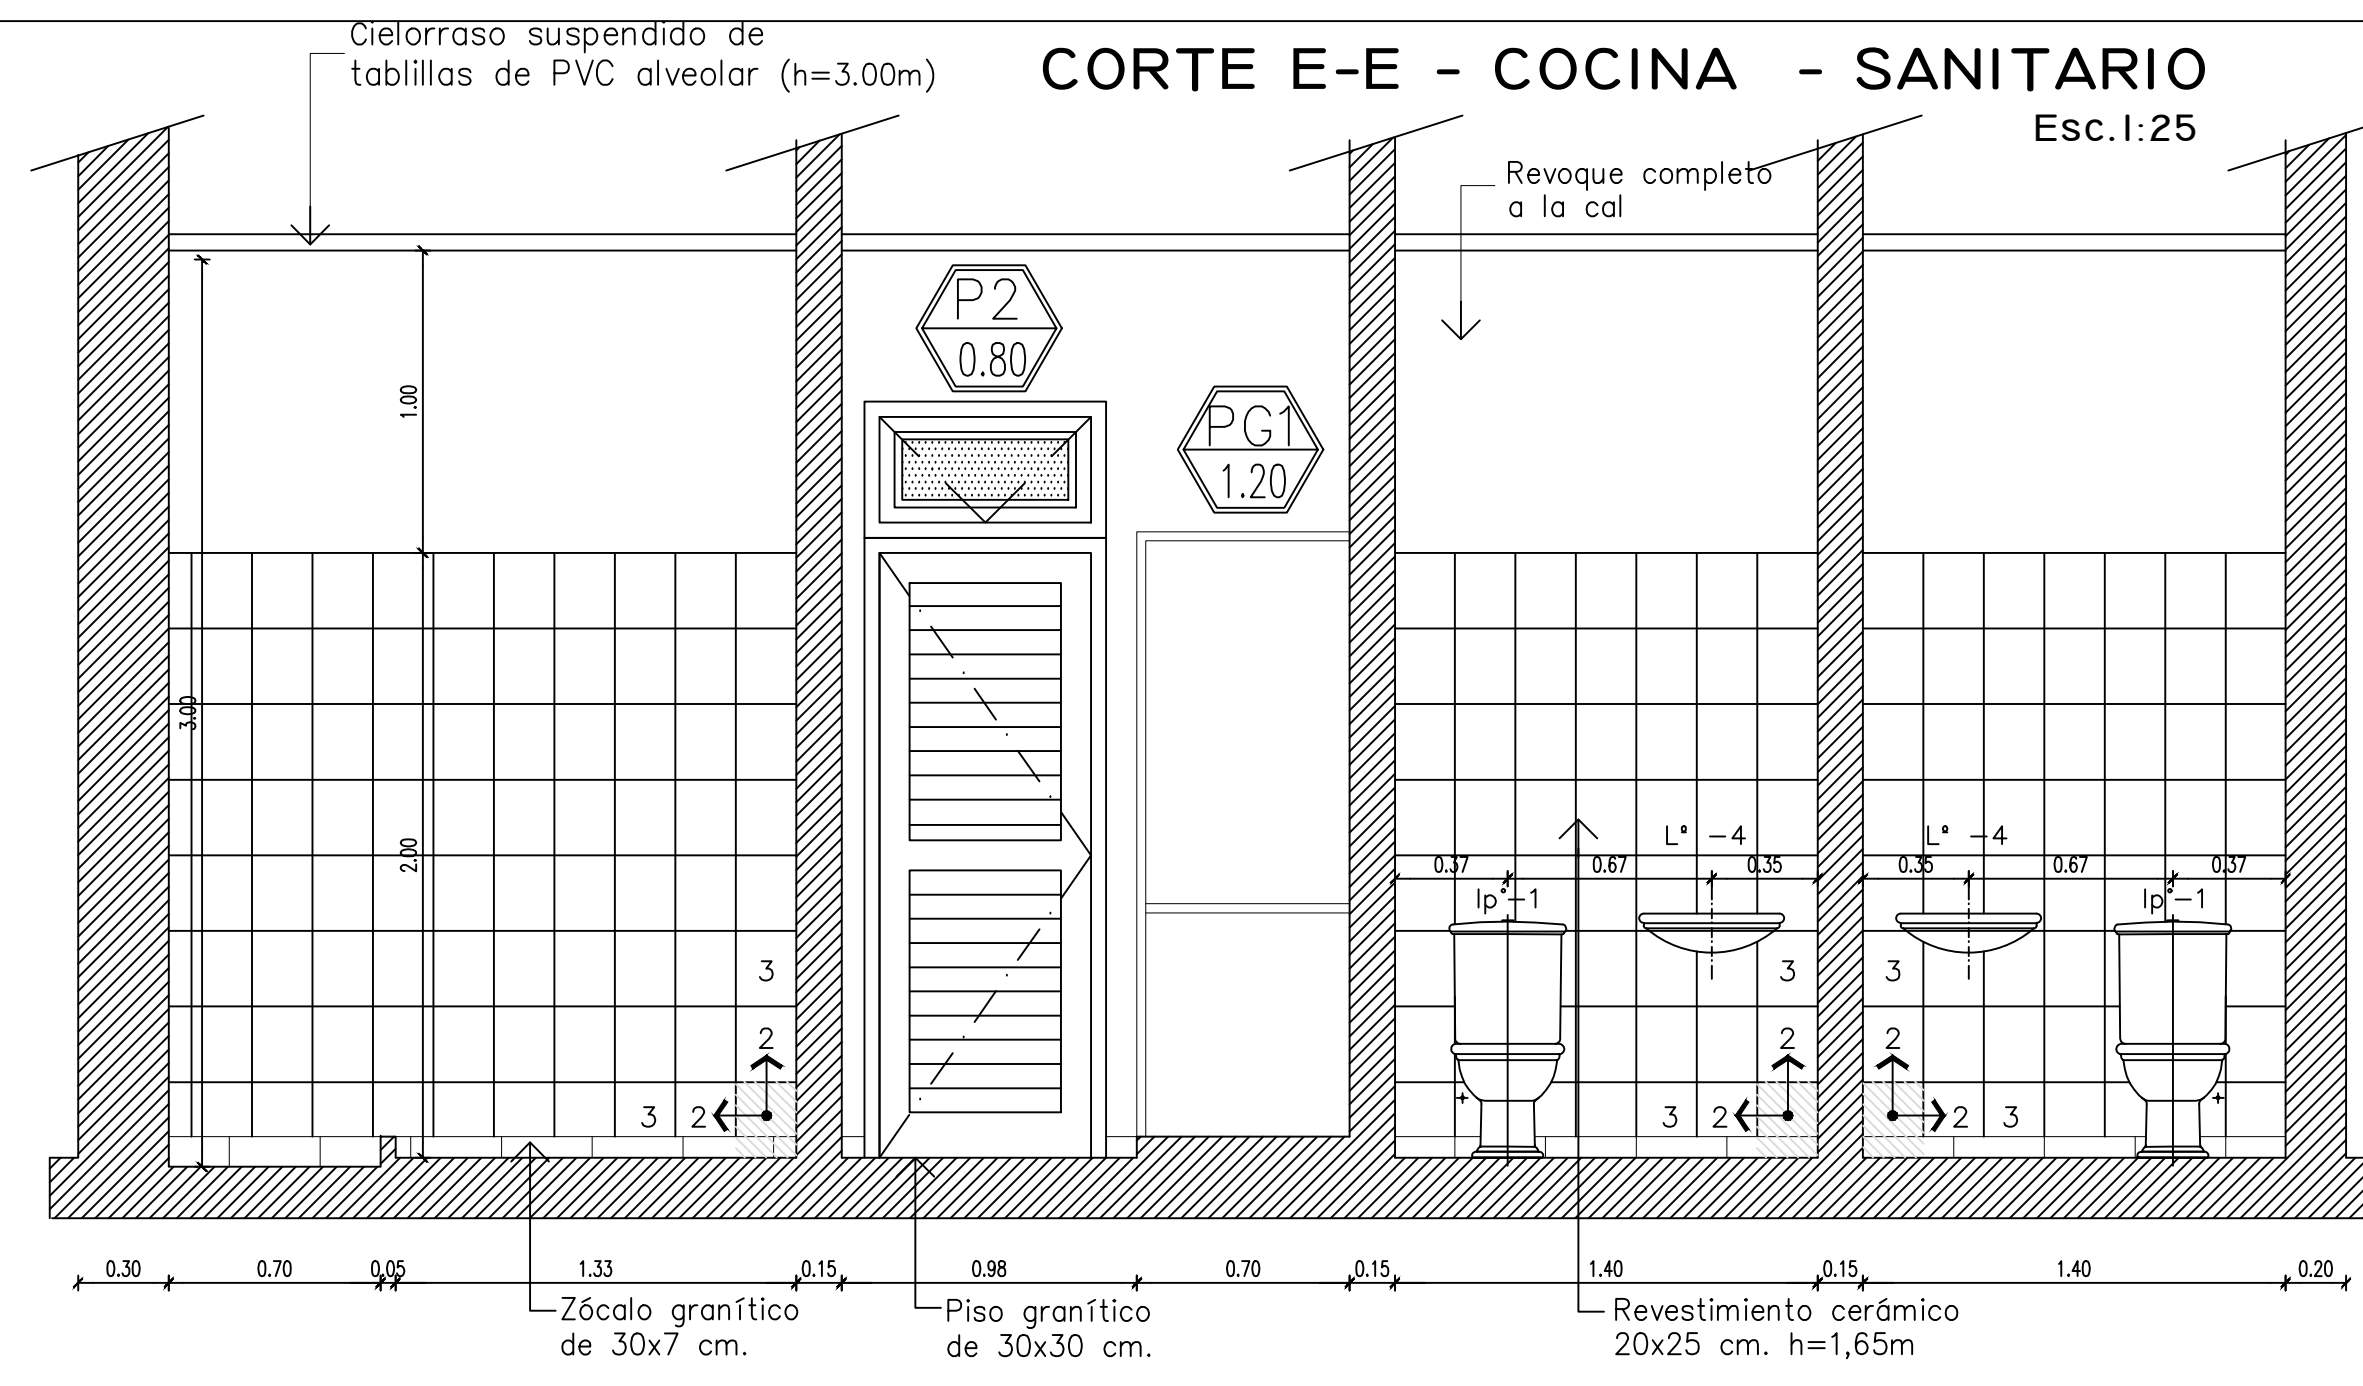 Cielorraso suspendido de
tablillas de PVC alveolar (h=3.00m)
CORTE E-E - COCINA - SANITARIO
Esc.1:25
Revoque completo
a la cal
P2
0.80
PG1
1.20
1.00
3.00
2.00
Lº -4
Lº -4
0.37 0.67 0.35
0.35 0.67 0.37
Ip°-1
Ip°-1
3
3
3
2
2
2
3 2
3 2
2 3
0.30 0.70 0.05 1.33 0.15 0.98 0.70 0.15 1.40 0.15 1.40 0.20
Zócalo granítico
de 30x7 cm.
Piso granítico
de 30x30 cm.
Revestimiento cerámico
20x25 cm. h=1,65m